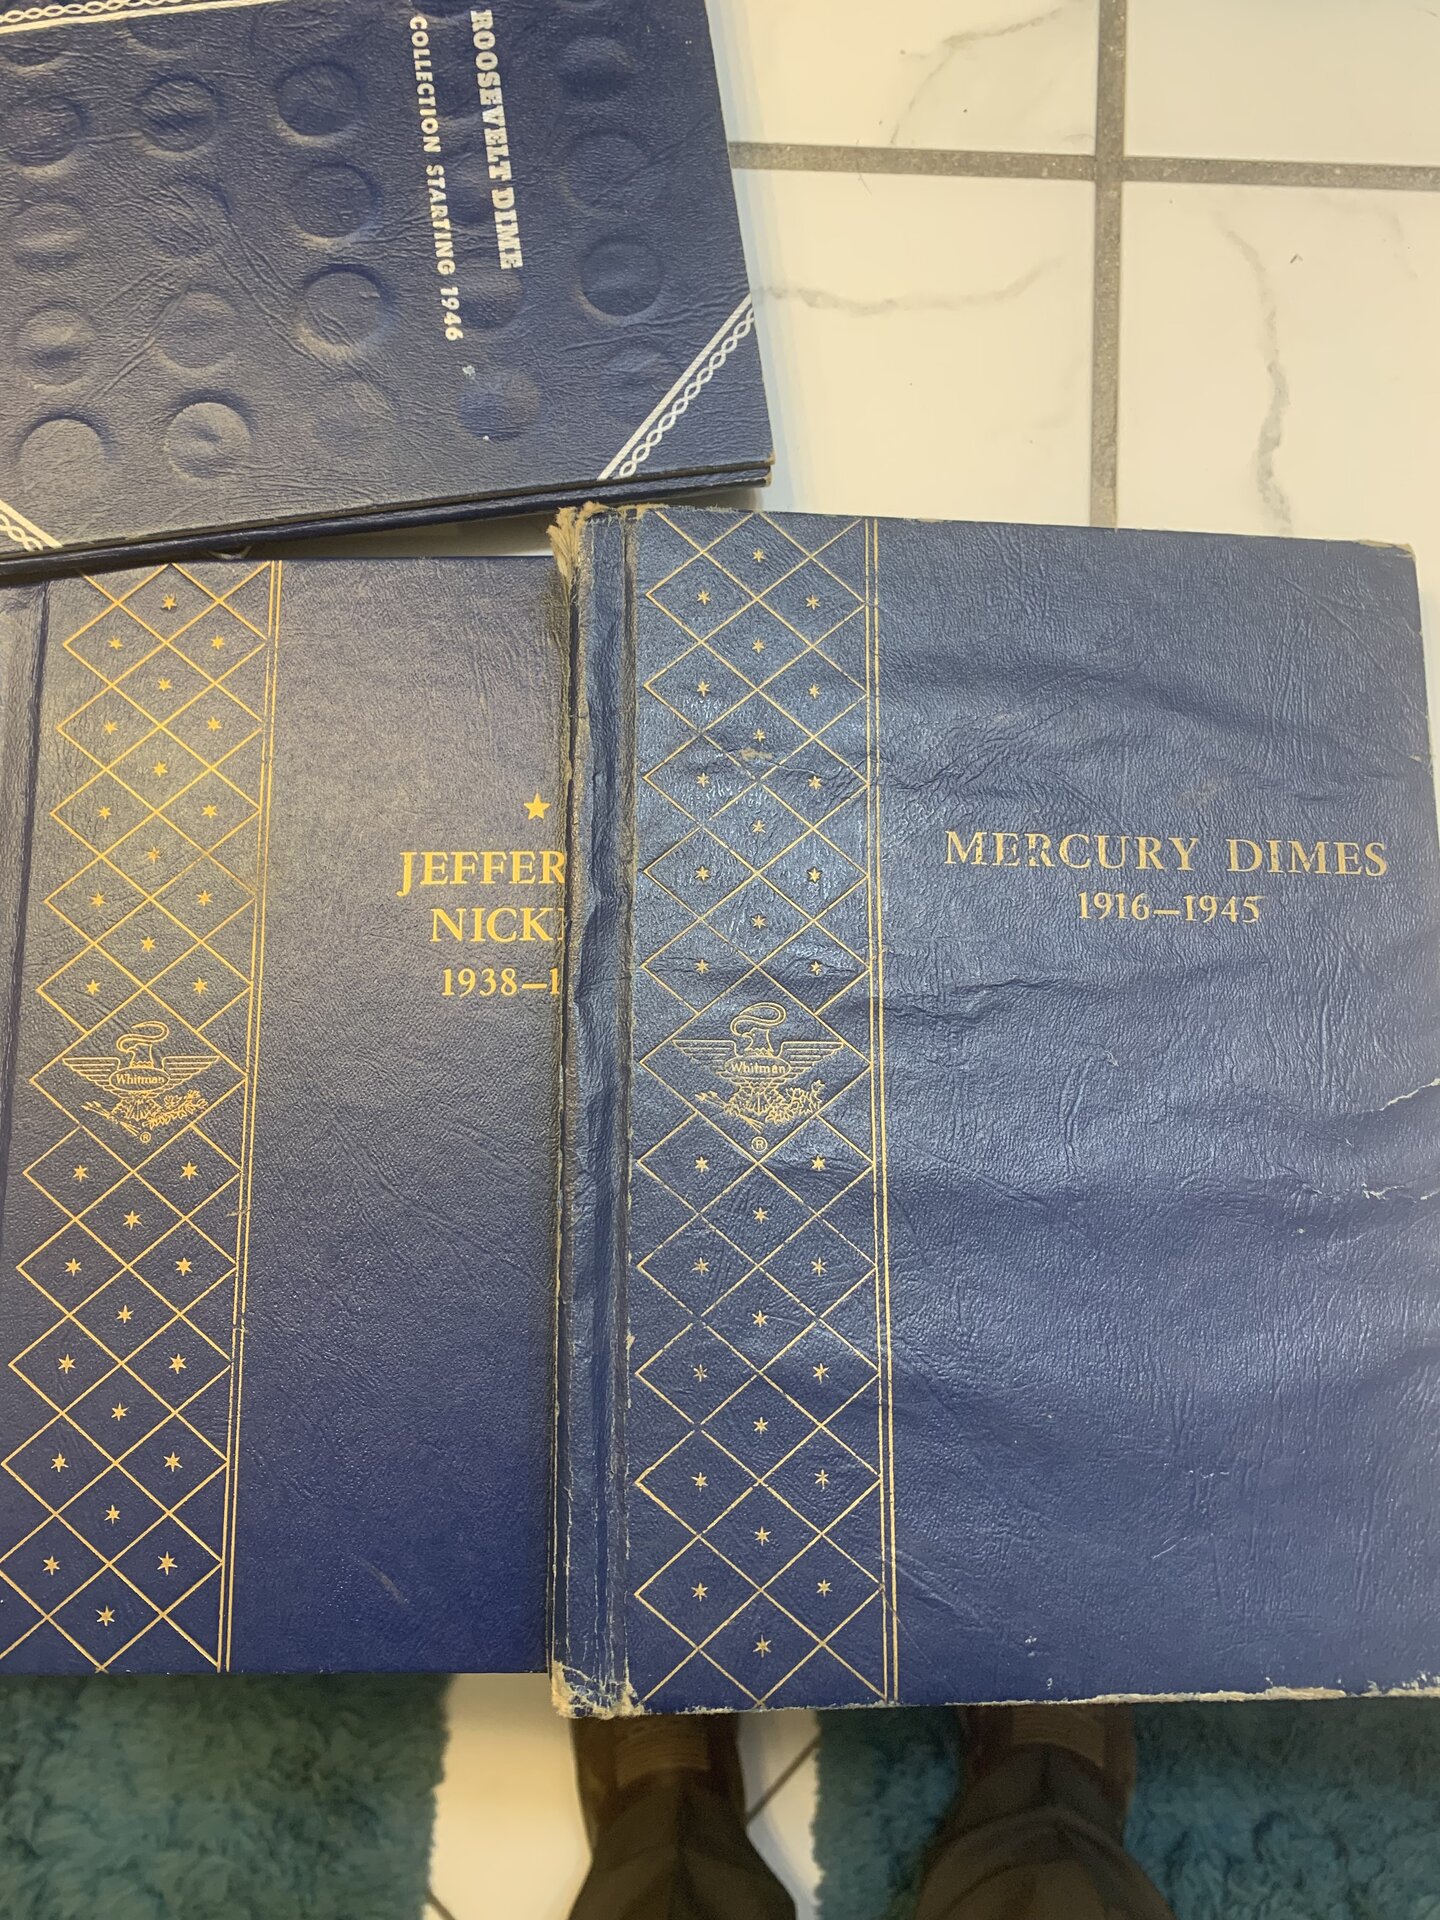 ROOSEVELT DIME
COLLECTION STARTING 1946
JEFFER
NICK
1938–1
Whitman
®
MERCURY DIMES
1916–1945
Whitman
®